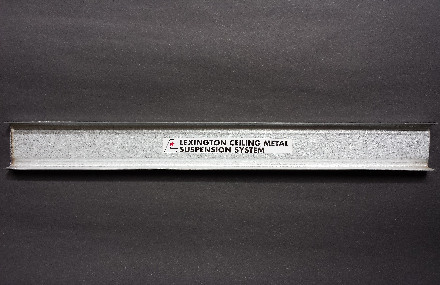 LEXINGTON CEILING METAL
SUSPENSION SYSTEM